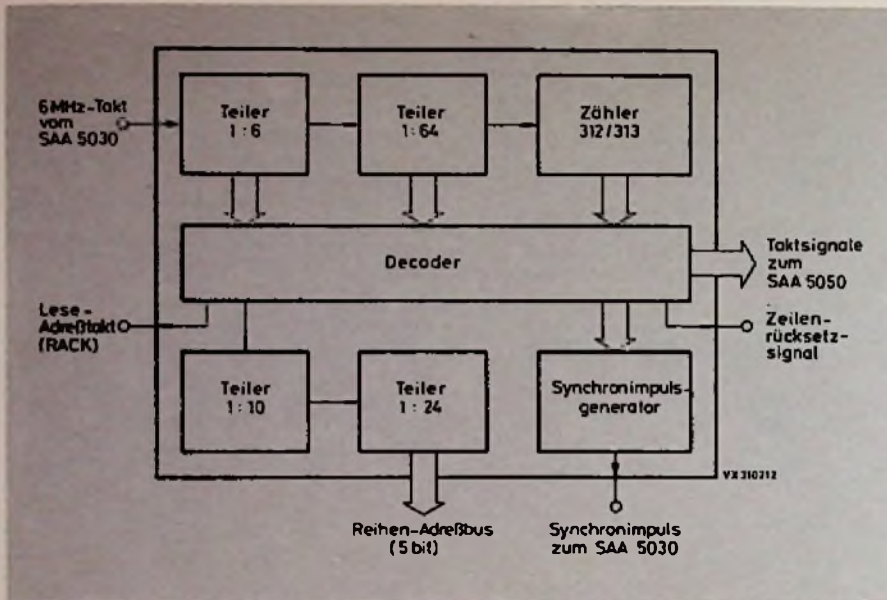 6MHz-Takt
vom
SAA 5030
Teiler
1:6
Teiler
1:64
Zähler
312/313
Decoder
Taktsignale
zum
SAA 5050
Lese-
Adreßtakt
(RACK)
Zeilen-
rücksetz-
signal
Teiler
1:10
Teiler
1:24
Synchronimpuls-
generator
VX310212
Reihen-Adreßbus
(5bit)
Synchronimpuls
zum SAA 5030